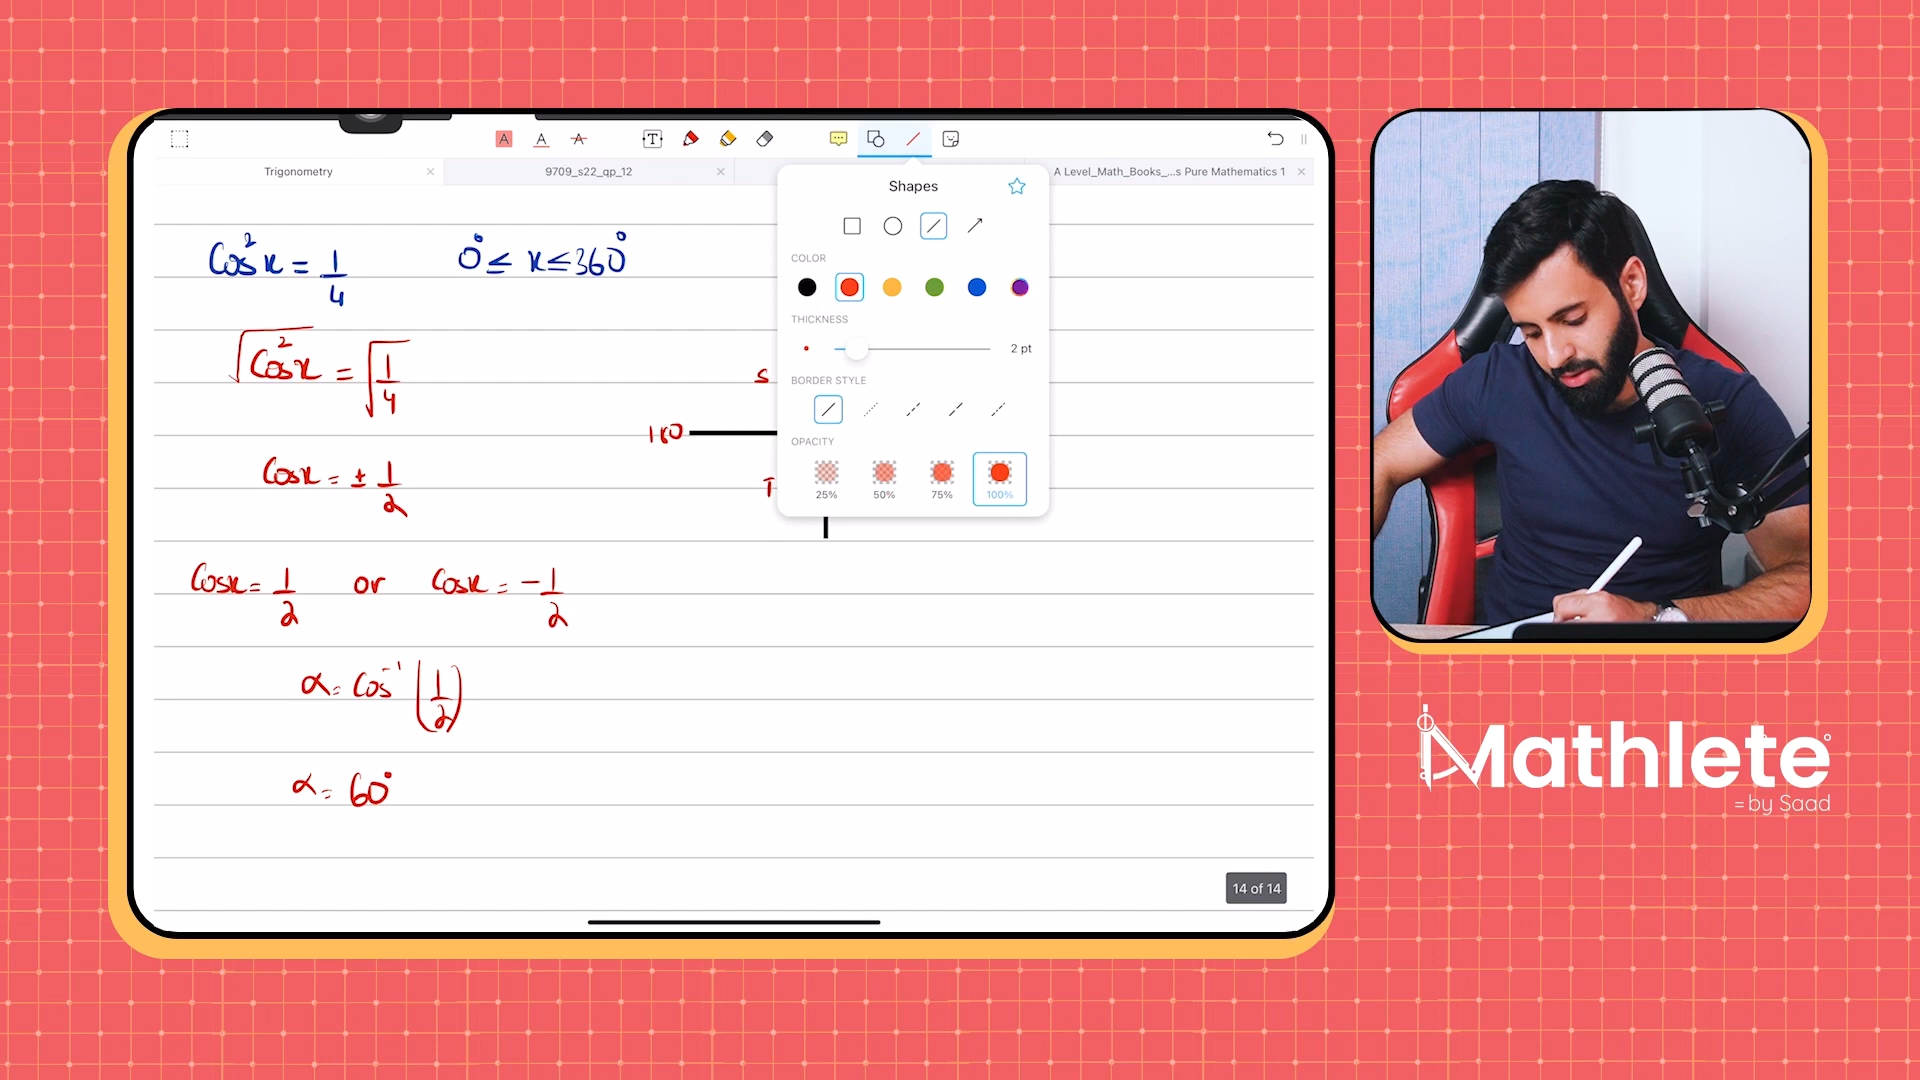 Trigonometry
9709_s22_qp_12
A Level_Math_Books_...s Pure Mathematics 1
Shapes
COLOR
THICKNESS
2 pt
BORDER STYLE
OPACITY
25% 50% 75% 100%
Cos²x = 1/4 0° ≤ x ≤ 360°
√Cos²x = √1/4
Cosx = ± 1/2
Cosx = 1/2 or Cosx = -1/2
α = Cos⁻¹ (1/2)
α = 60°
S
180
T
14 of 14
Mathlete
= by Saad